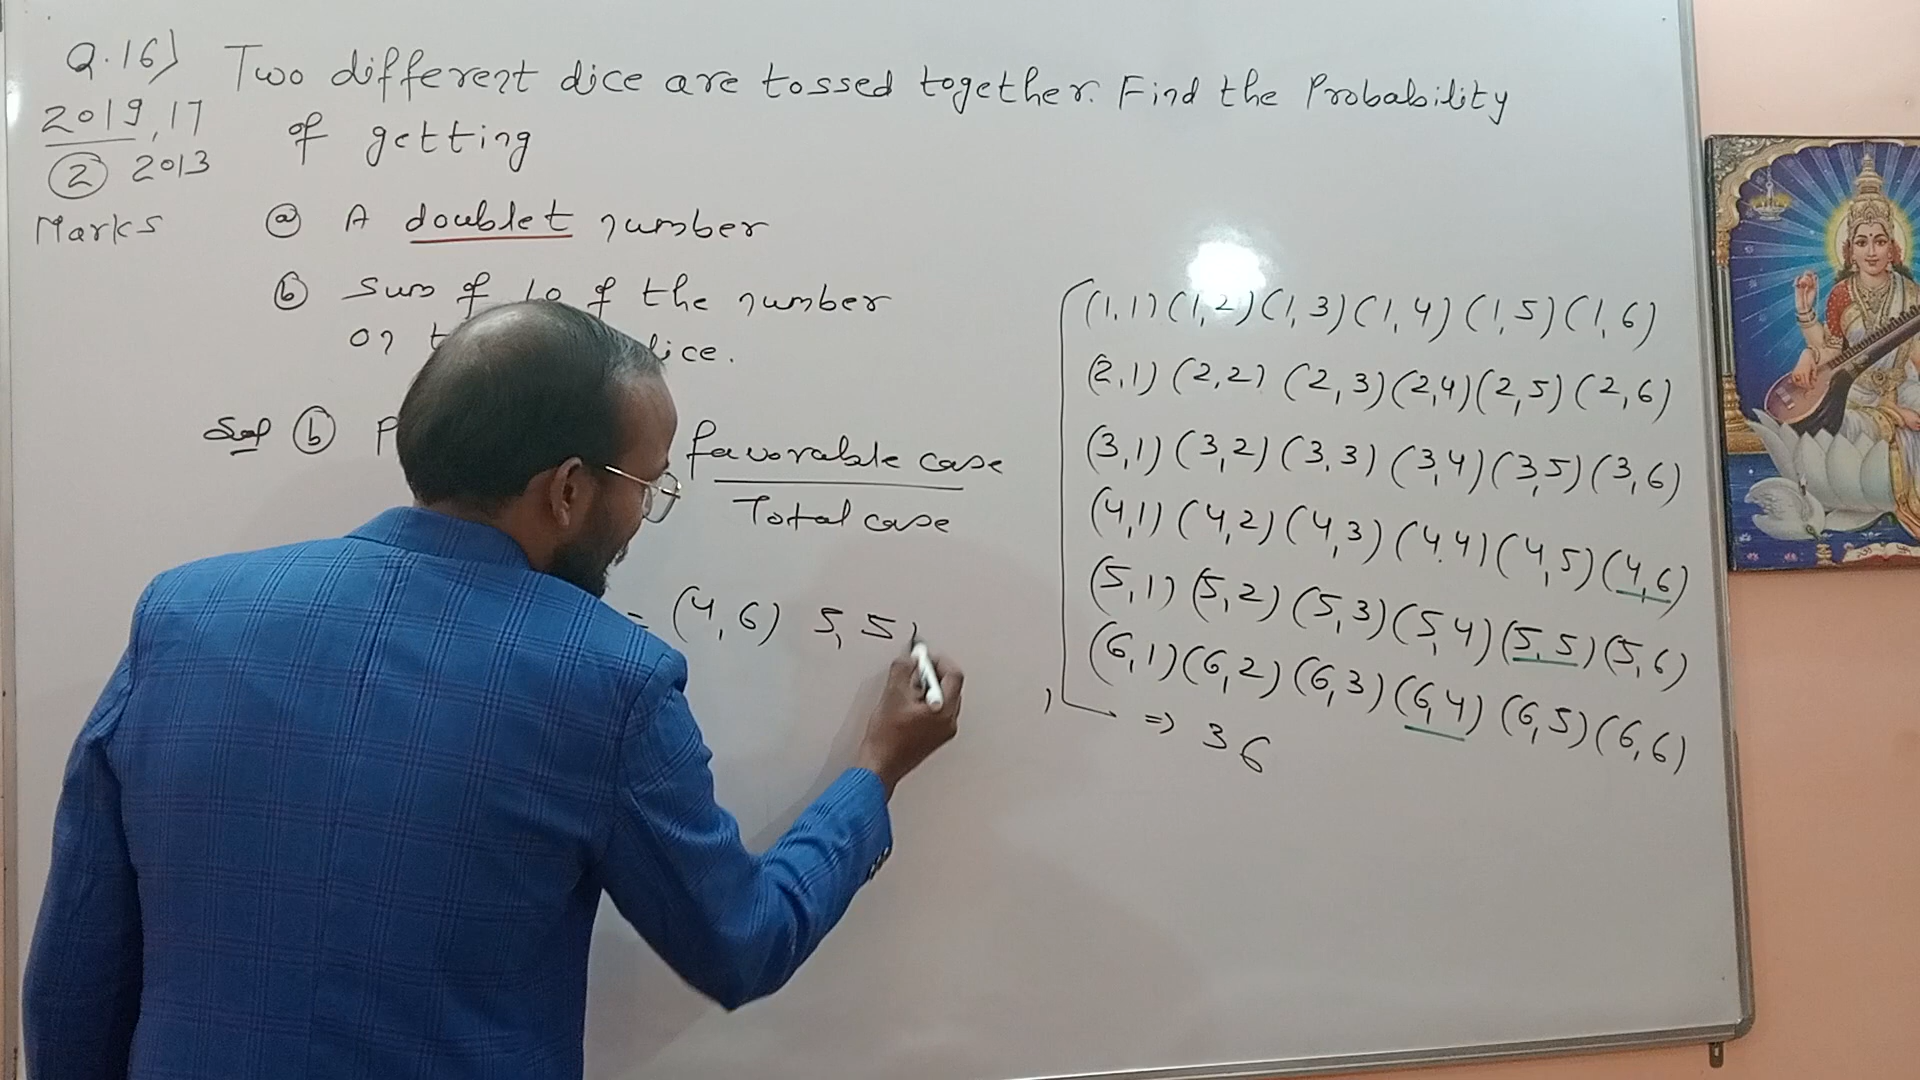 Q.16) Two different dice are tossed together. Find the Probability
2019, 17 of getting
② 2013
Marks
ⓐ A doublet number
ⓑ Sum of 10 of the number
on dice.
Sol ⓑ P favorable case
Total case
= (4,6) 5,5)
(1,1) (1,2) (1,3) (1,4) (1,5) (1,6)
(2,1) (2,2) (2,3) (2,4) (2,5) (2,6)
(3,1) (3,2) (3,3) (3,4) (3,5) (3,6)
(4,1) (4,2) (4,3) (4,4) (4,5) (4,6)
(5,1) (5,2) (5,3) (5,4) (5,5) (5,6)
(6,1) (6,2) (6,3) (6,4) (6,5) (6,6)
⇒ 36